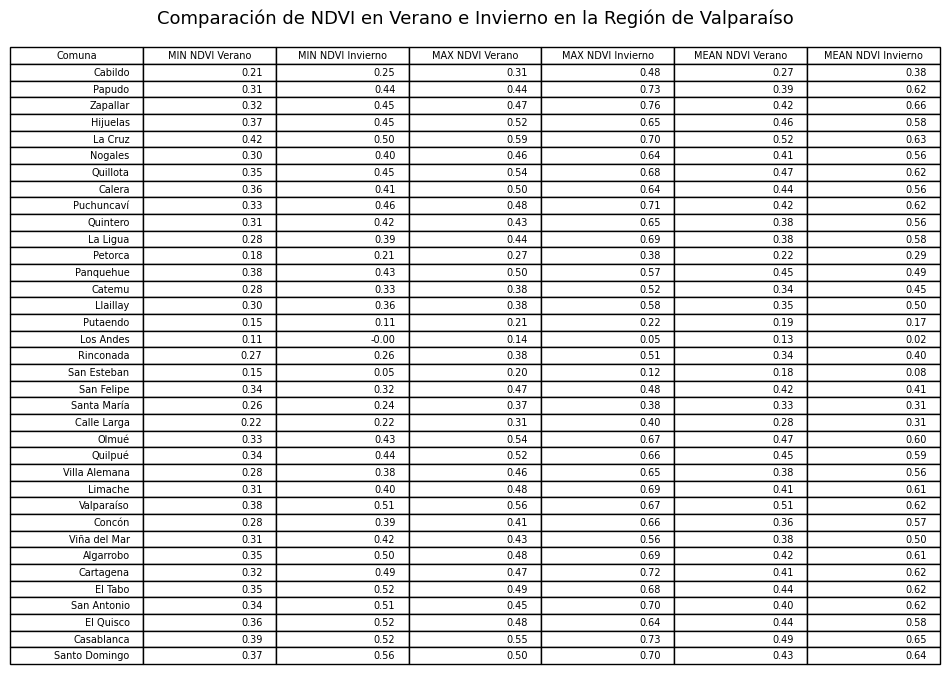 Comparación de NDVI en Verano e Invierno en la Región de Valparaíso
Comuna MIN NDVI Verano MIN NDVI Invierno MAX NDVI Verano MAX NDVI Invierno MEAN NDVI Verano MEAN NDVI Invierno
Cabildo 0.21 0.25 0.31 0.48 0.27 0.38
Papudo 0.31 0.44 0.44 0.73 0.39 0.62
Zapallar 0.32 0.45 0.47 0.76 0.42 0.66
Hijuelas 0.37 0.45 0.52 0.65 0.46 0.58
La Cruz 0.42 0.50 0.59 0.70 0.52 0.63
Nogales 0.30 0.40 0.46 0.64 0.41 0.56
Quillota 0.35 0.45 0.54 0.68 0.47 0.62
Calera 0.36 0.41 0.50 0.64 0.44 0.56
Puchuncaví 0.33 0.46 0.48 0.71 0.42 0.62
Quintero 0.31 0.42 0.43 0.65 0.38 0.56
La Ligua 0.28 0.39 0.44 0.69 0.38 0.58
Petorca 0.18 0.21 0.27 0.38 0.22 0.29
Panquehue 0.38 0.43 0.50 0.57 0.45 0.49
Catemu 0.28 0.33 0.38 0.52 0.34 0.45
Llaillay 0.30 0.36 0.38 0.58 0.35 0.50
Putaendo 0.15 0.11 0.21 0.22 0.19 0.17
Los Andes 0.11 -0.00 0.14 0.05 0.13 0.02
Rinconada 0.27 0.26 0.38 0.51 0.34 0.40
San Esteban 0.15 0.05 0.20 0.12 0.18 0.08
San Felipe 0.34 0.32 0.47 0.48 0.42 0.41
Santa María 0.26 0.24 0.37 0.38 0.33 0.31
Calle Larga 0.22 0.22 0.31 0.40 0.28 0.31
Olmué 0.33 0.43 0.54 0.67 0.47 0.60
Quilpué 0.34 0.44 0.52 0.66 0.45 0.59
Villa Alemana 0.28 0.38 0.46 0.65 0.38 0.56
Limache 0.31 0.40 0.48 0.69 0.41 0.61
Valparaíso 0.38 0.51 0.56 0.67 0.51 0.62
Concón 0.28 0.39 0.41 0.66 0.36 0.57
Viña del Mar 0.31 0.42 0.43 0.56 0.38 0.50
Algarrobo 0.35 0.50 0.48 0.69 0.42 0.61
Cartagena 0.32 0.49 0.47 0.72 0.41 0.62
El Tabo 0.35 0.52 0.49 0.68 0.44 0.62
San Antonio 0.34 0.51 0.45 0.70 0.40 0.62
El Quisco 0.36 0.52 0.48 0.64 0.44 0.58
Casablanca 0.39 0.52 0.55 0.73 0.49 0.65
Santo Domingo 0.37 0.56 0.50 0.70 0.43 0.64